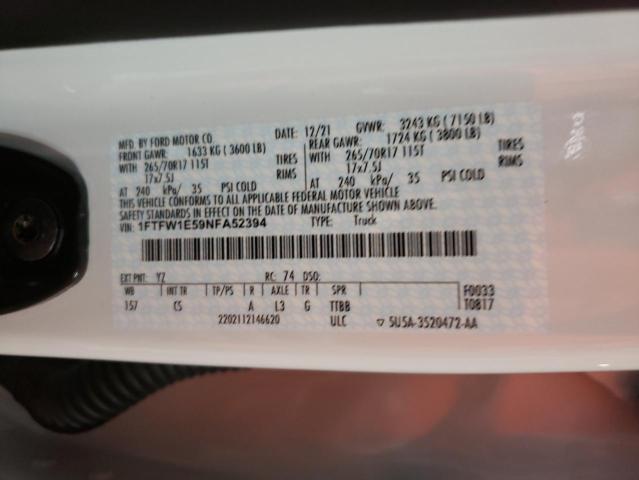 MFD. BY FORD MOTOR CO. DATE: 12/21 GVWR: 3243 KG ( 7150 LB)
FRONT GAWR: 1633 KG ( 3600 LB) REAR GAWR: 1724 KG ( 3800 LB)
WITH 265/70R17 115T TIRES WITH 265/70R17 115T TIRES
17x7.5J RIMS 17x7.5J RIMS
AT 240 kPa/ 35 PSI COLD AT 240 kPa/ 35 PSI COLD
THIS VEHICLE CONFORMS TO ALL APPLICABLE FEDERAL MOTOR VEHICLE
SAFETY STANDARDS IN EFFECT ON THE DATE OF MANUFACTURE SHOWN ABOVE.
VIN: 1FTFW1E59NFA52394 TYPE: Truck
EXT PNT: YZ RC: 74 DSO: F0033
WB INT TR TP/PS R AXLE TR SPR T0817
157 CS A L3 G TTBB
2202112146620 ULC ▽ 5U5A-3520472-AA